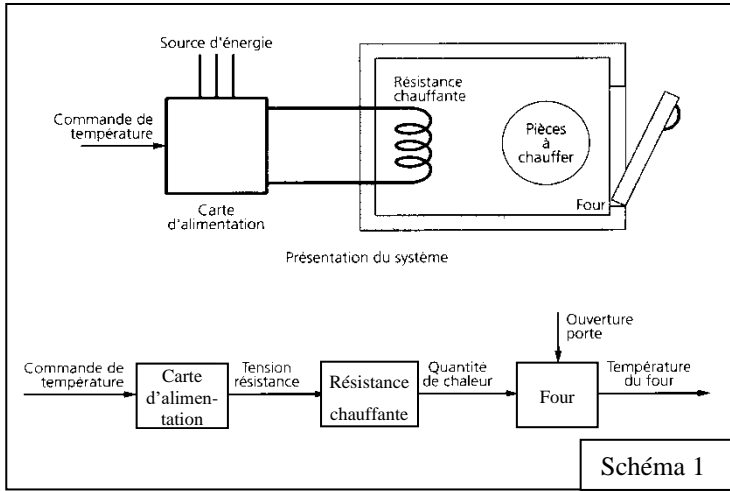 Source d'énergie
Commande de
température
Résistance
chauffante
Pièces
à
chauffer
Four
Carte
d'alimentation
Présentation du système
Ouverture
porte
Commande de
température
Carte
d'alimen-
tation
Tension
résistance
Résistance
chauffante
Quantité
de chaleur
Four
Température
du four
Schéma 1